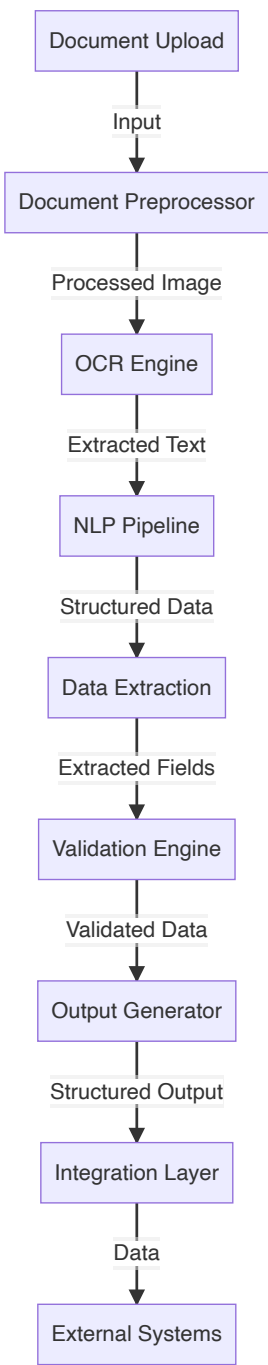 Document Upload
Input
Document Preprocessor
Processed Image
OCR Engine
Extracted Text
NLP Pipeline
Structured Data
Data Extraction
Extracted Fields
Validation Engine
Validated Data
Output Generator
Structured Output
Integration Layer
Data
External Systems